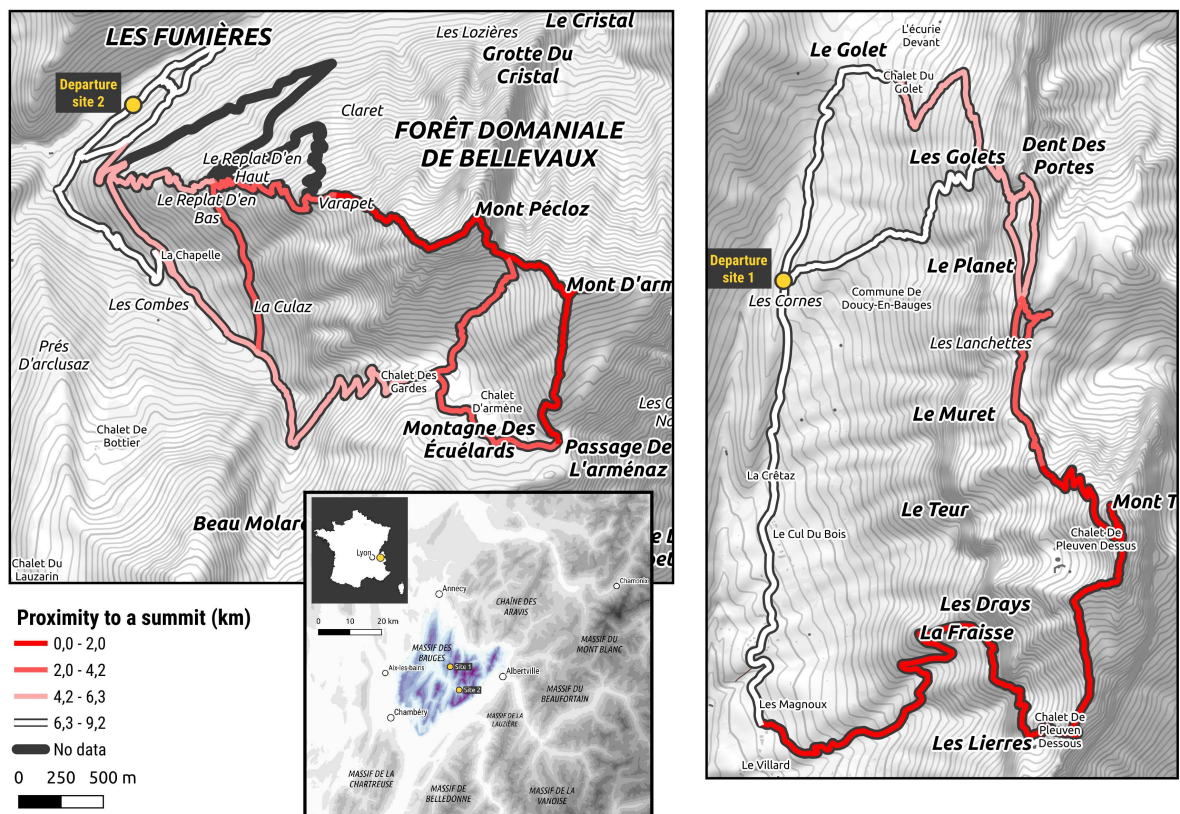 LES FUMIÈRES
Departure
site 2
Les Lozières
Le Cristal
Grotte Du
Cristal
Claret
FORÊT DOMANIALE
DE BELLEVAUX
Le Replat D'en
Haut
Le Replat D'en
Bas
Varapet
Mont Pécloz
La Chapelle
Les Combes
La Culaz
Mont D'arm
Prés
D'arclusaz
Chalet Des
Gardes
Chalet
D'armène
Les C
Na
Chalet De
Bottier
Montagne Des
Écuélards
Passage De
L'arménaz
Beau Molar
Chalet Du
Lauzarin
L'écurie
Devant
Le Golet
Chalet Du
Golet
Les Golets
Dent Des
Portes
Departure
site 1
Les Cornes
Le Planet
Commune De
Doucy-En-Bauges
Les Lanchettes
Le Muret
La Crêtaz
Le Teur
Mont T
Le Cul Du Bois
Chalet De
Pleuven Dessus
Les Drays
La Fraisse
Les Magnoux
Chalet De
Pleuven
Dessous
Les Lierres
Le Villard
Lyon
0 10 20 km
Annecy
Chamonix
CHAÎNE DES
ARAVIS
MASSIF DU
MONT BLANC
MASSIF DES
BAUGES
Aix-les-bains
Site 1
Albertville
Site 2
MASSIF DU
BEAUFORTAIN
Chambéry
MASSIF DE LA
LAUZIÈRE
MASSIF DE LA
CHARTREUSE
MASSIF DE
BELLEDONNE
MASSIF DE LA
VANOISE
Proximity to a summit (km)
0,0 - 2,0
2,0 - 4,2
4,2 - 6,3
6,3 - 9,2
No data
0 250 500 m